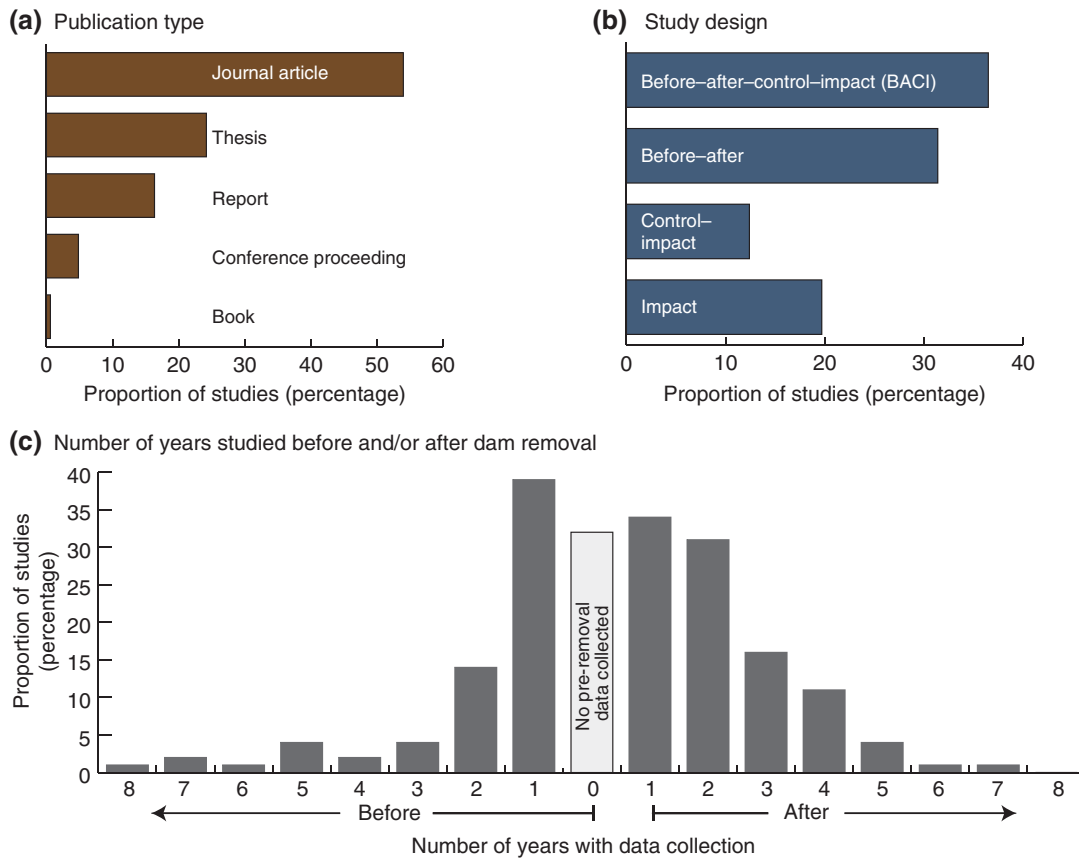 (a) Publication type
Journal article
Thesis
Report
Conference proceeding
Book
0 10 20 30 40 50 60
Proportion of studies (percentage)
(b) Study design
Before–after–control–impact (BACI)
Before–after
Control–
impact
Impact
0 10 20 30 40
Proportion of studies (percentage)
(c) Number of years studied before and/or after dam removal
Proportion of studies
(percentage)
40
35
30
25
20
15
10
5
0
No pre-removal
data collected
8 7 6 5 4 3 2 1 0 1 2 3 4 5 6 7 8
Before After
Number of years with data collection